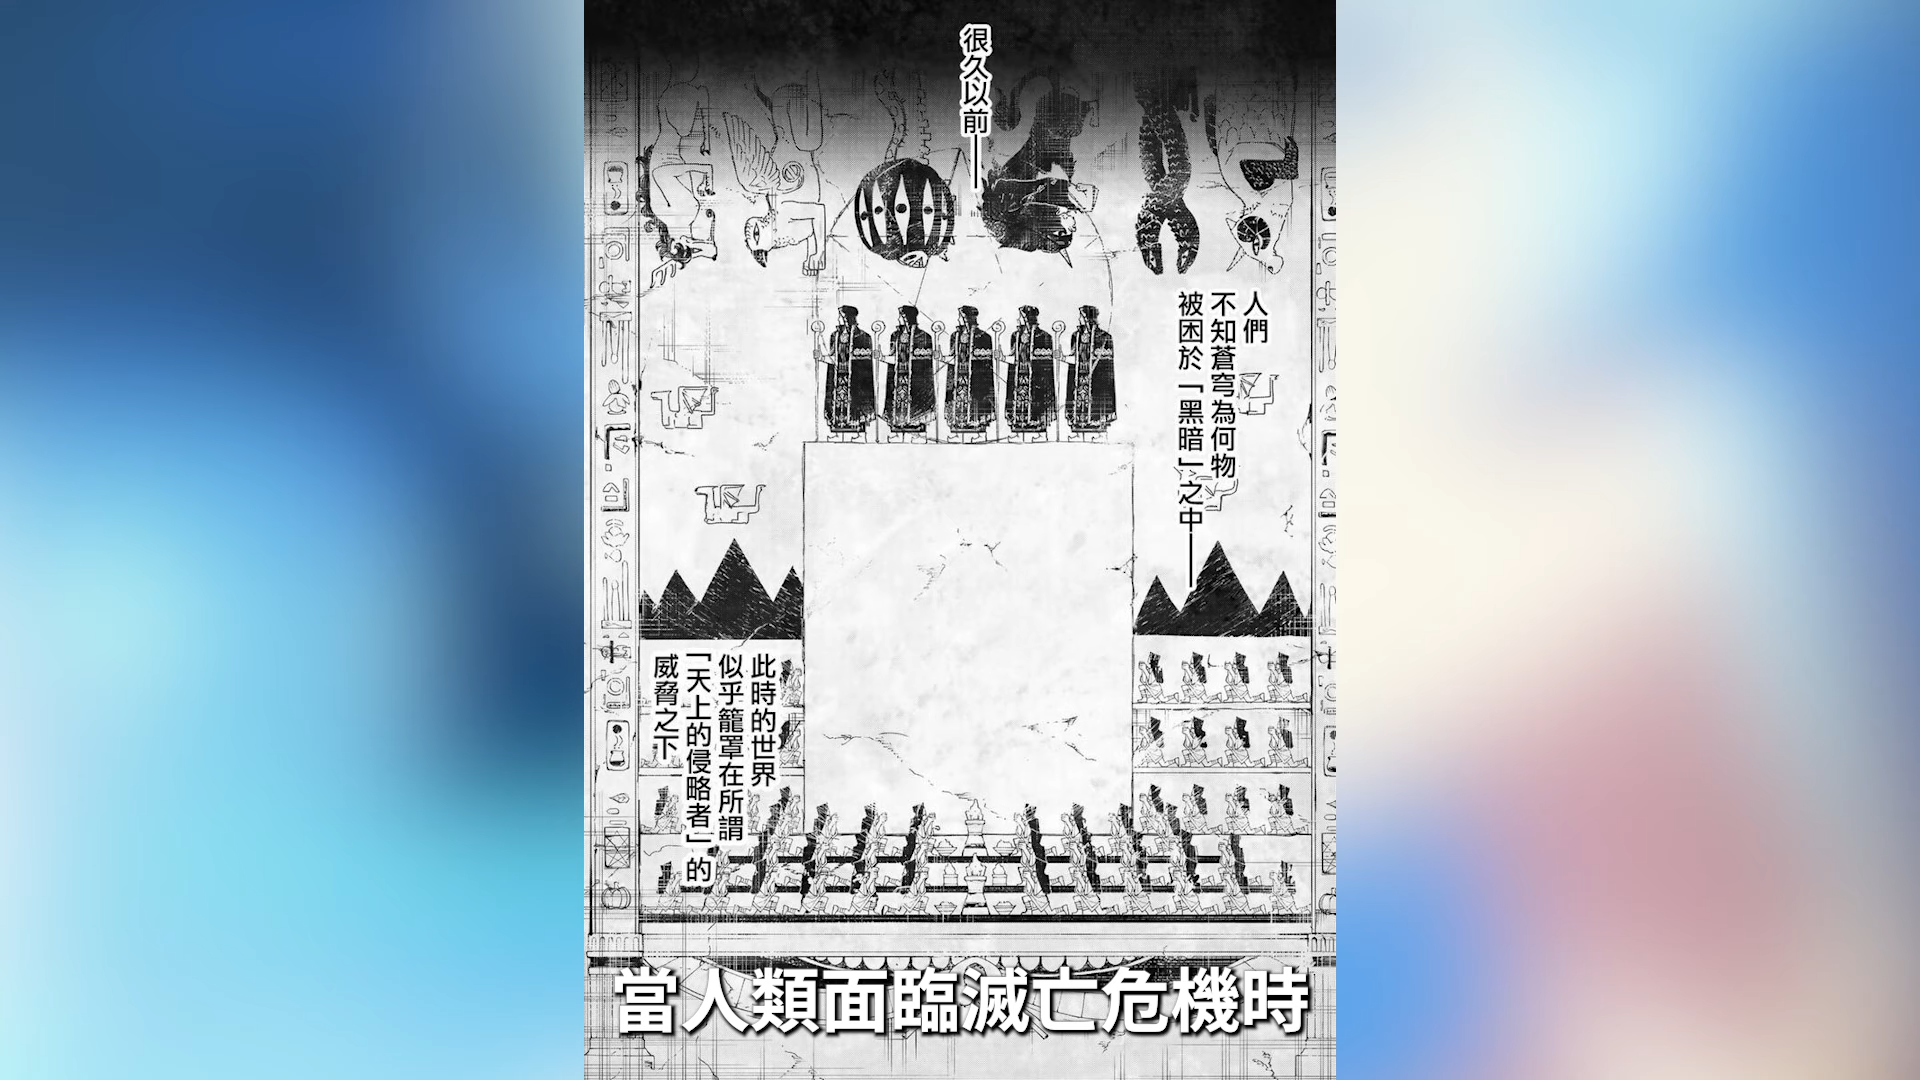 很久以前——
人們
不知蒼穹為何物
被困於「黑暗」之中——
此時的世界
似乎籠罩在所謂
「天上的侵略者」的
威脅之下
當人類面臨滅亡危機時